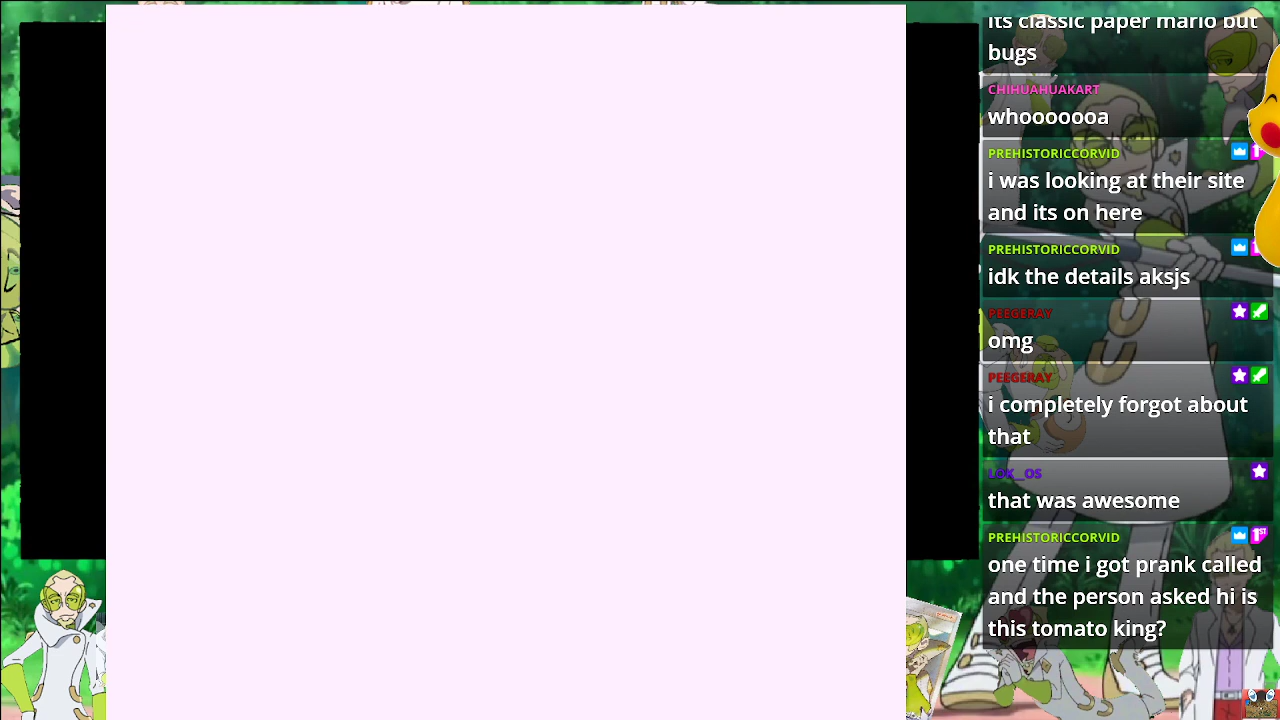 its classic paper mario but
bugs
CHIHUAHUAKART
whooooooa
PREHISTORICCORVID
i was looking at their site
and its on here
PREHISTORICCORVID
idk the details aksjs
PEEGERAY
omg
PEEGERAY
i completely forgot about
that
LOK__OS
that was awesome
PREHISTORICCORVID
1ST
one time i got prank called
and the person asked hi is
this tomato king?